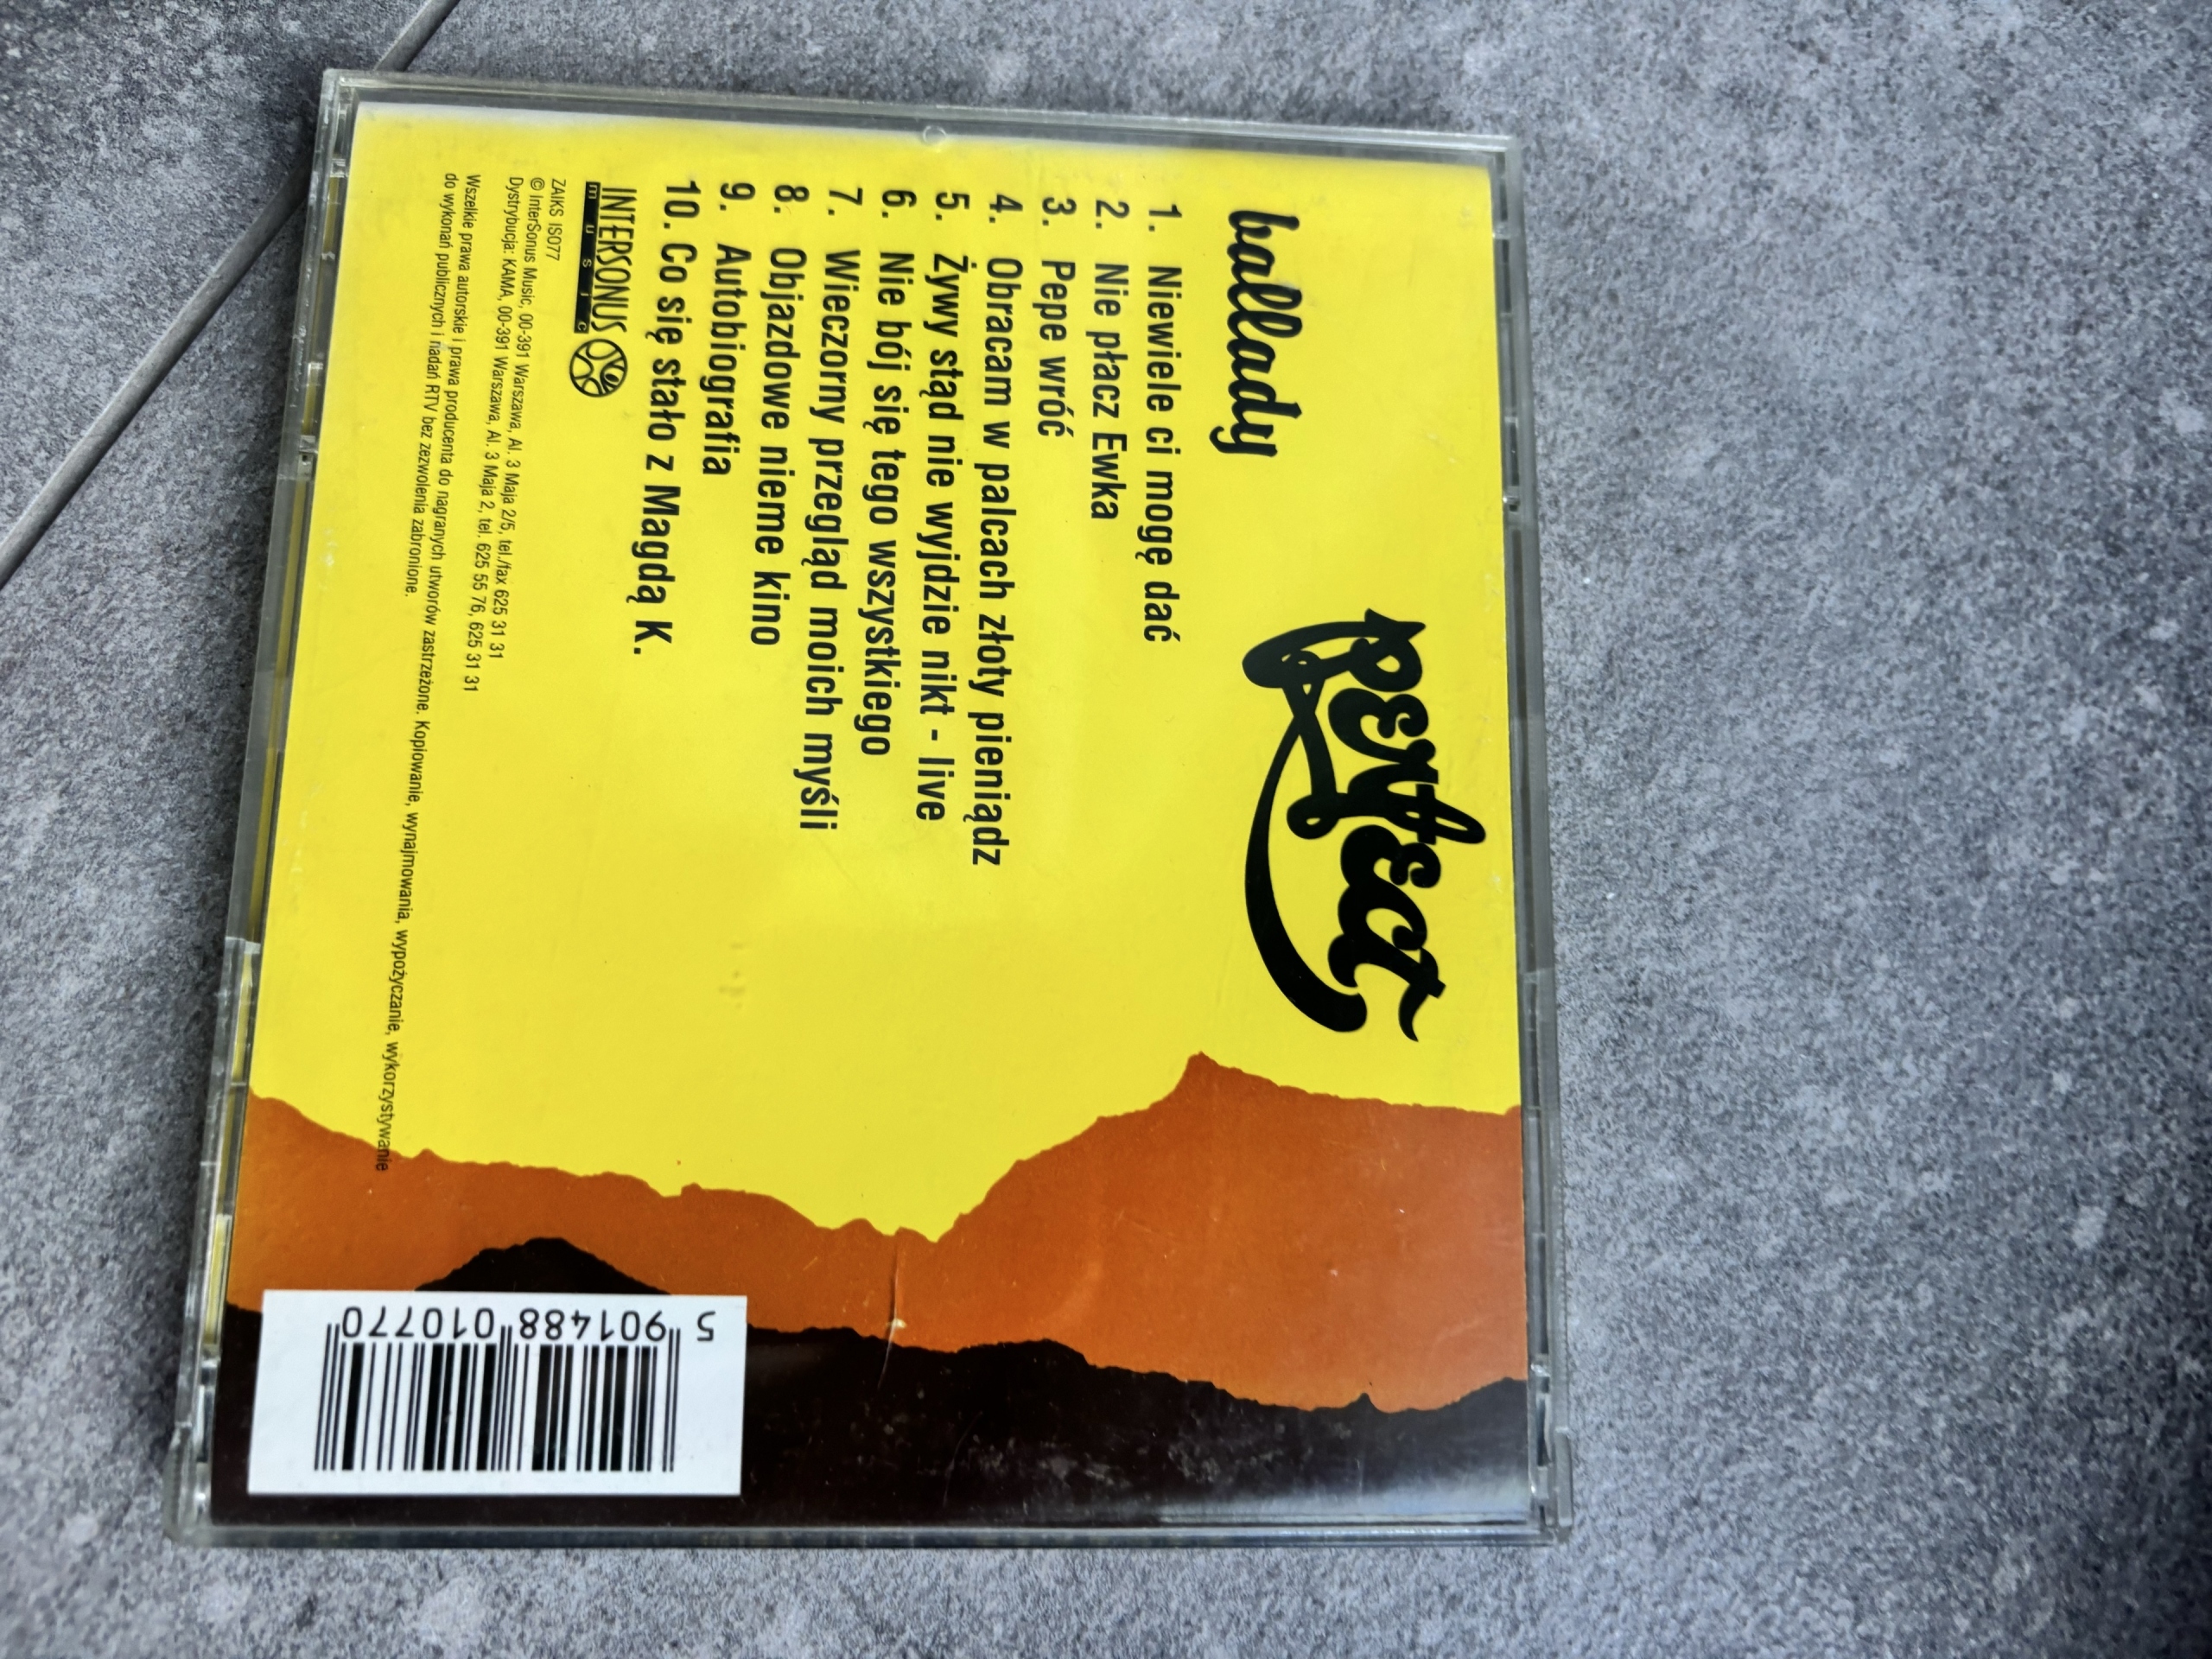 perfect
ballady
1. Niewiele ci mogę dać
2. Nie płacz Ewka
3. Pepe wróć
4. Obracam w palcach złoty pieniądz
5. Żywy stąd nie wyjdzie nikt - live
6. Nie bój się tego wszystkiego
7. Wieczorny przegląd moich myśli
8. Objazdowe nieme kino
9. Autobiografia
10. Co się stało z Magdą K.
INTERSONUS
music
ZAIKS IS077
© InterSonus Music, 00-391 Warszawa, Al. 3 Maja 2/5, tel./fax 625 31 31
Dystrybucja: KAMA, 00-391 Warszawa, Al. 3 Maja 2, tel. 625 55 76, 625 31 31
Wszelkie prawa autorskie i prawa producenta do nagranych utworów zastrzeżone. Kopiowanie, wynajmowania, wypożyczanie, wykorzystywanie
do wykonań publicznych i nadań RTV bez zezwolenia zabronione.
5 901488 010770